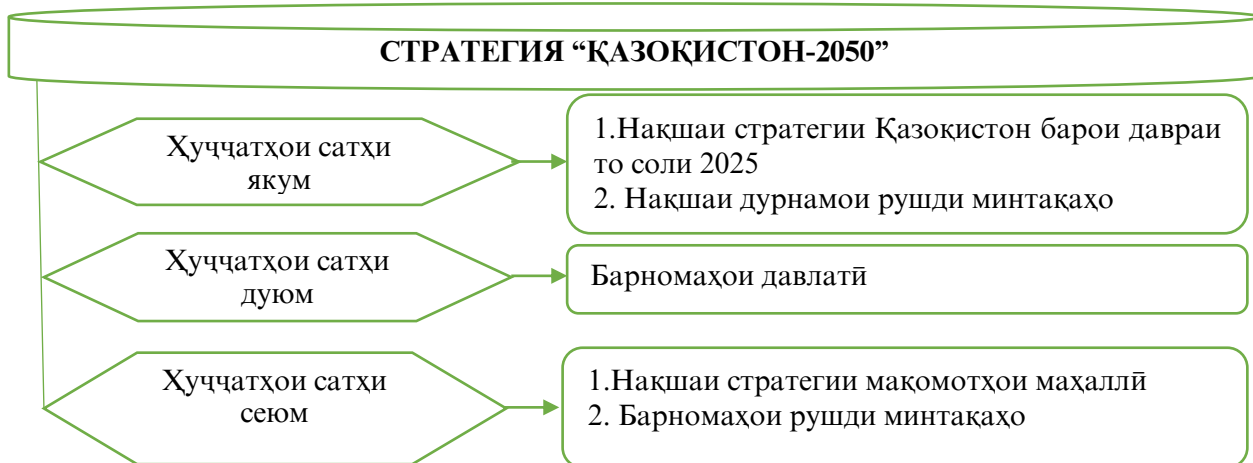 СТРАТЕГИЯ “ҚАЗОҚИСТОН-2050”
Ҳуҷҷатҳои сатҳи
якум
1.Нақшаи стратегии Қазоқистон барои давраи
то соли 2025
2. Нақшаи дурнамои рушди минтақаҳо
Ҳуҷҷатҳои сатҳи
дуюм
Барномаҳои давлатӣ
Ҳуҷҷатҳои сатҳи
сеюм
1.Нақшаи стратегии мақомотҳои маҳаллӣ
2. Барномаҳои рушди минтақаҳо